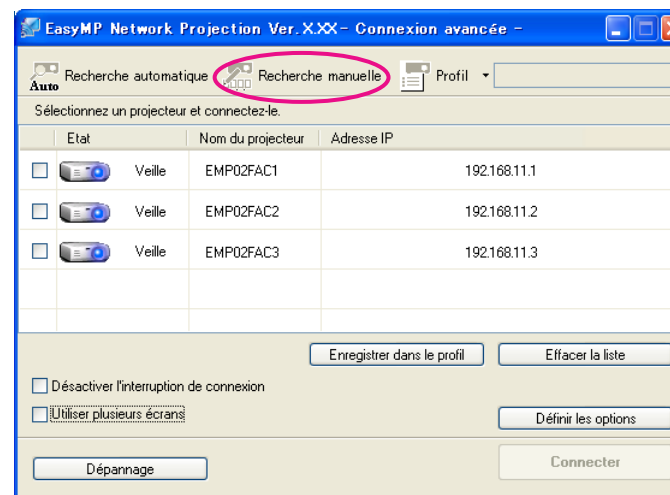 EasyMP Network Projection Ver. X.XX - Connexion avancée -
Auto Recherche automatique Recherche manuelle Profil
Sélectionnez un projecteur et connectez-le.
Etat Nom du projecteur Adresse IP
Veille EMP02FAC1 192.168.11.1
Veille EMP02FAC2 192.168.11.2
Veille EMP02FAC3 192.168.11.3
Enregistrer dans le profil Effacer la liste
Désactiver l'interruption de connexion
Utiliser plusieurs écrans
Définir les options
Dépannage Connecter